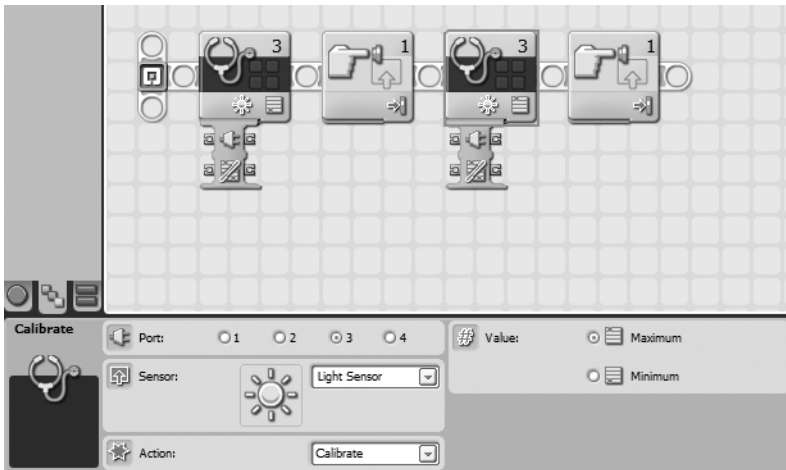 3 1 3 1
Calibrate
Port: 1 2 3 4
Value: Maximum
Minimum
Sensor: Light Sensor
Action: Calibrate